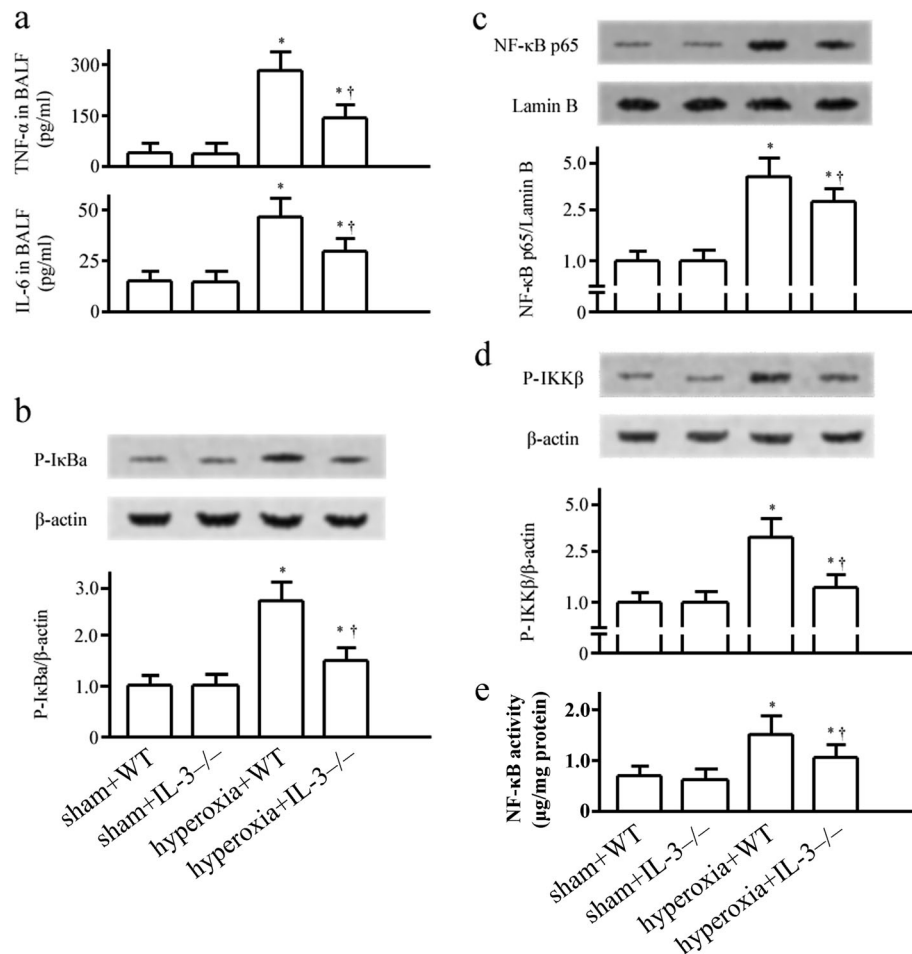 a
TNF-α in BALF
(pg/ml)
300
150
0
*
* †
IL-6 in BALF
(pg/ml)
50
25
0
*
* †
b
P-IκBa
β-actin
P-IκBa/β-actin
3.0
2.0
1.0
0
*
* †
sham+WT
sham+IL-3–/–
hyperoxia+WT
hyperoxia+IL-3–/–
c
NF-κB p65
Lamin B
NF-κB p65/Lamin B
5.0
2.5
1.0
0
*
* †
d
P-IKKβ
β-actin
P-IKKβ/β-actin
5.0
2.5
1.0
0
*
* †
e
NF-κB activity
(µg/mg protein)
2.0
1.0
0
*
* †
sham+WT
sham+IL-3–/–
hyperoxia+WT
hyperoxia+IL-3–/–